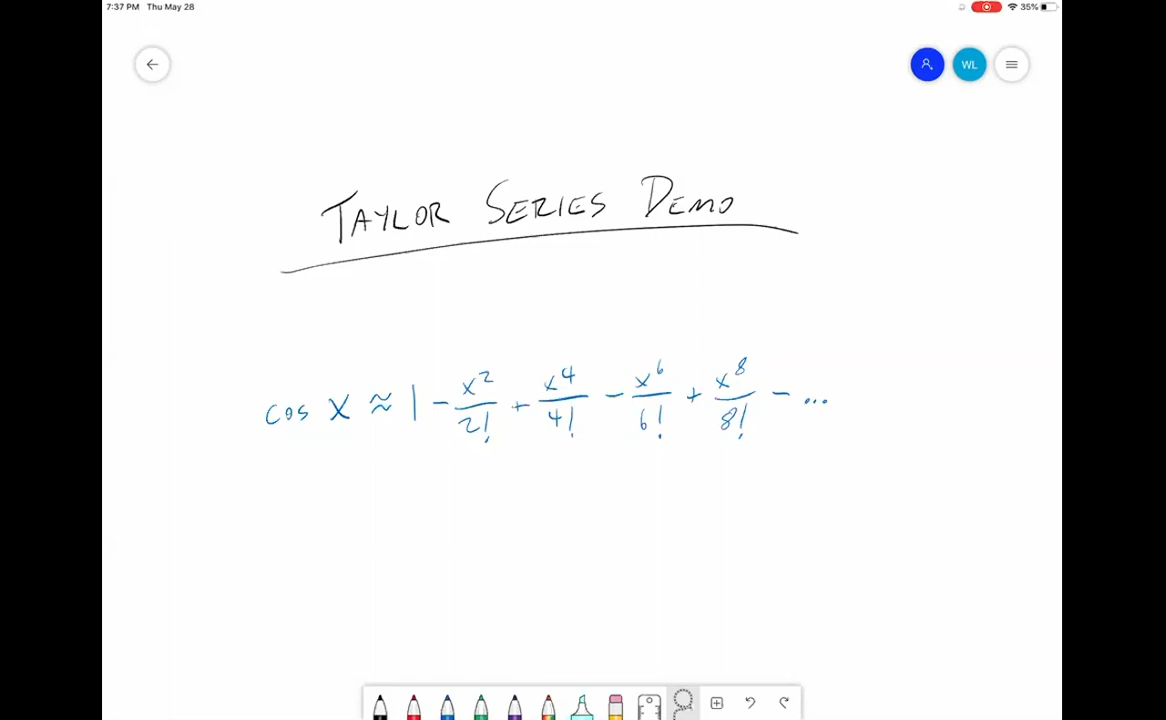 7:37 PM Thu May 28
35%
WL
TAYLOR SERIES DEMO
cos x ≈ 1 - x²/2! + x⁴/4! - x⁶/6! + x⁸/8! - ...